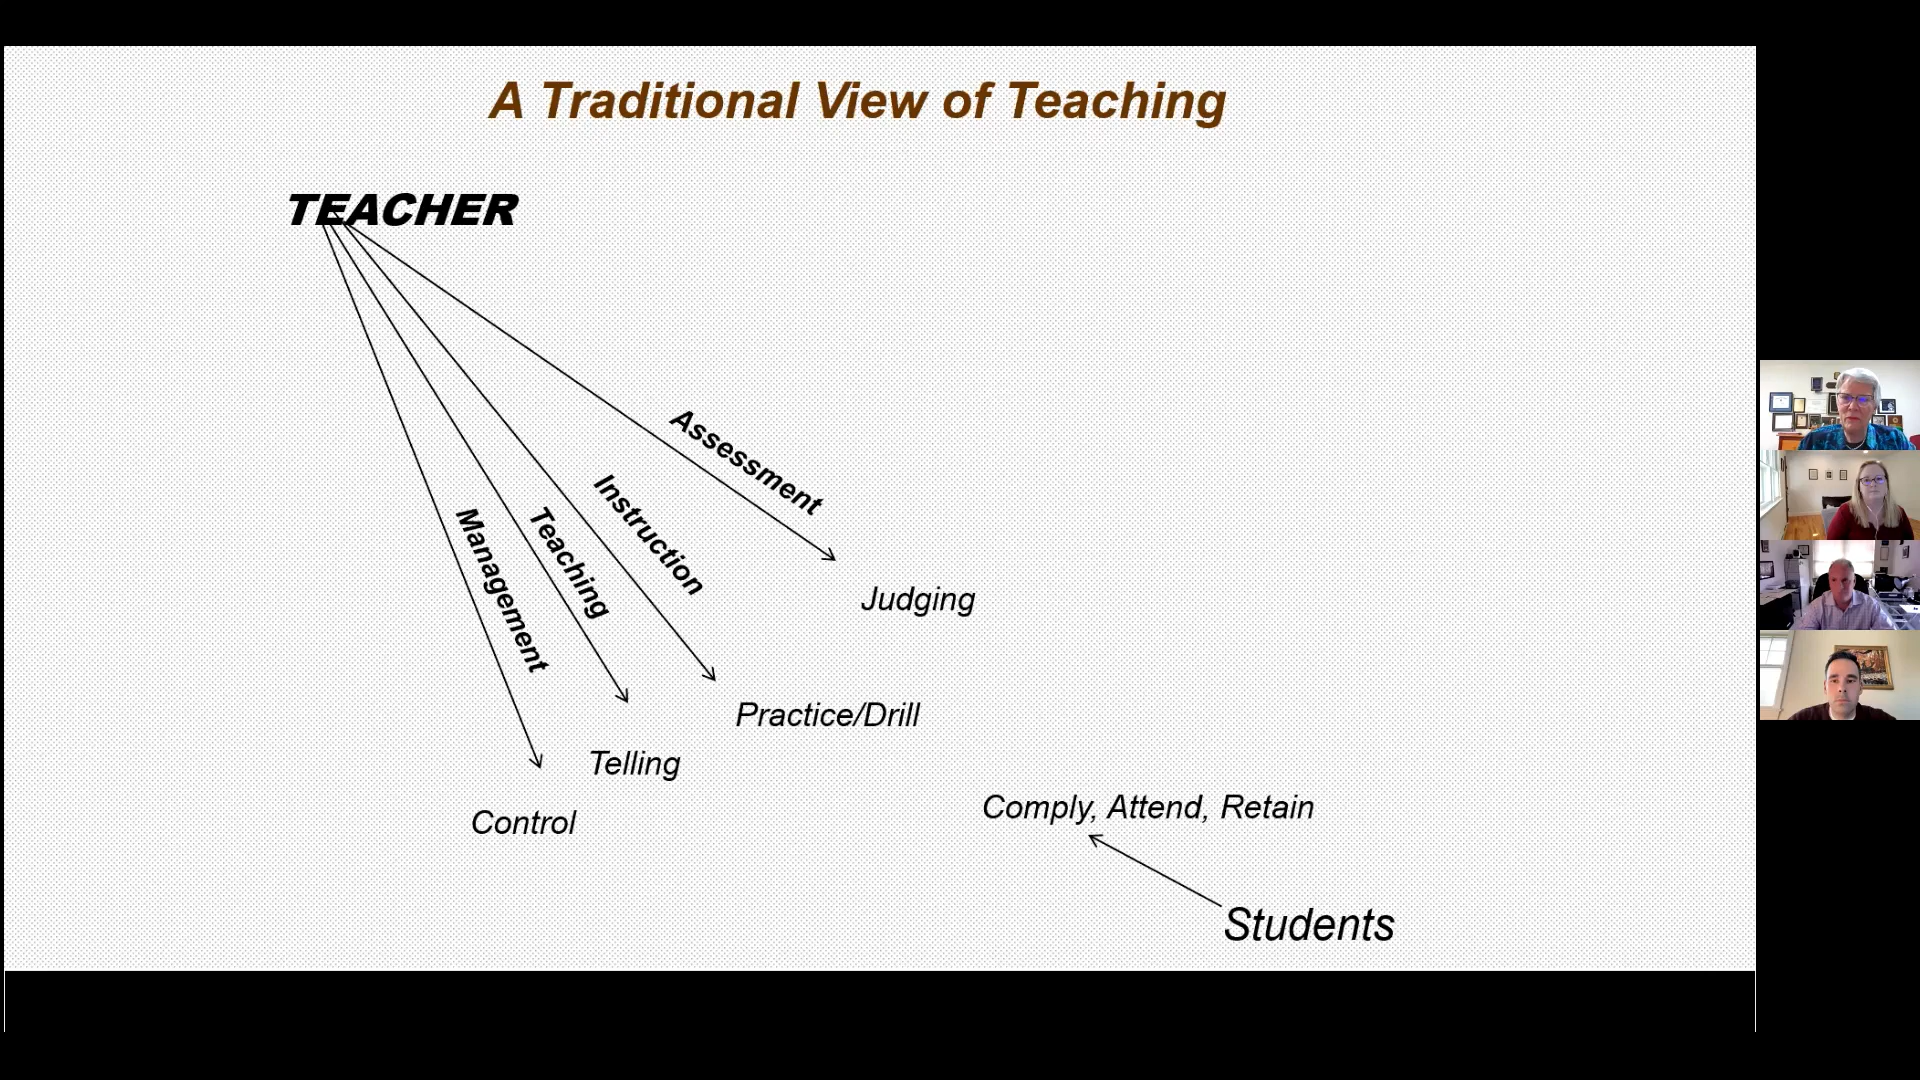 A Traditional View of Teaching
TEACHER
Assessment
Instruction
Teaching
Management
Judging
Practice/Drill
Telling
Control
Comply, Attend, Retain
Students